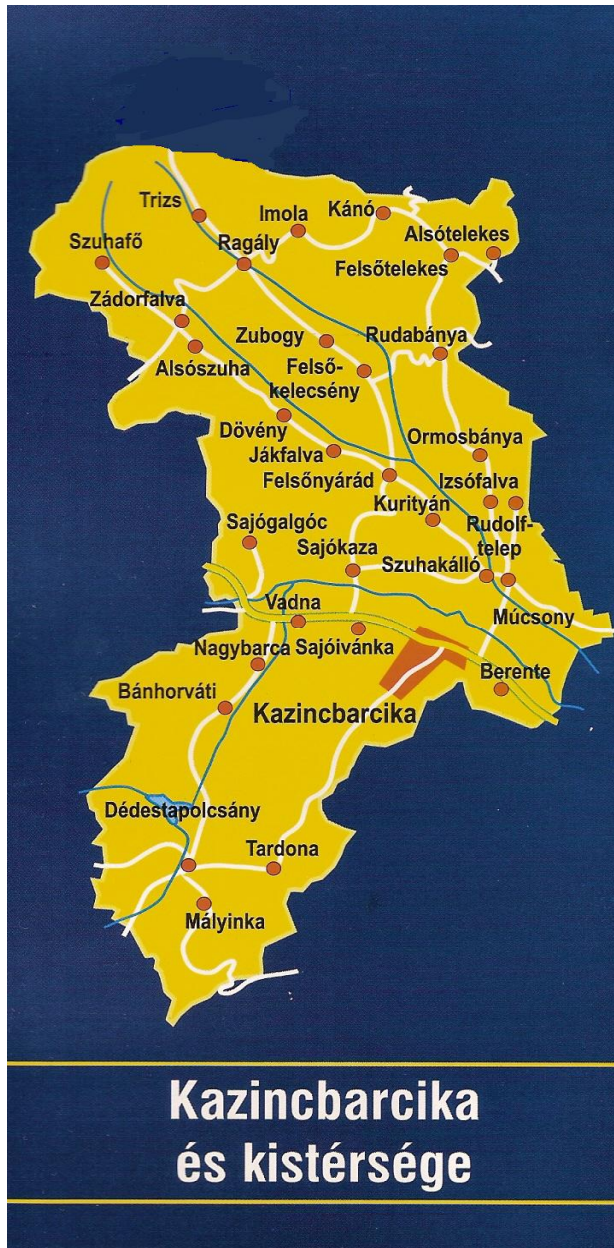 Trizs
Imola
Kánó
Alsótelekes
Szuhafő
Ragály
Felsőtelekes
Zádorfalva
Zubogy
Rudabánya
Alsószuha
Felső-
kelecsény
Dövény
Ormosbánya
Jákfalva
Felsőnyárád
Izsófalva
Kurityán
Sajógalgóc
Rudolf-
telep
Sajókaza
Szuhakálló
Vadna
Múcsony
Nagybarca
Sajóivánka
Berente
Bánhorváti
Kazincbarcika
Dédestapolcsány
Tardona
Mályinka
Kazincbarcika
és kistérsége